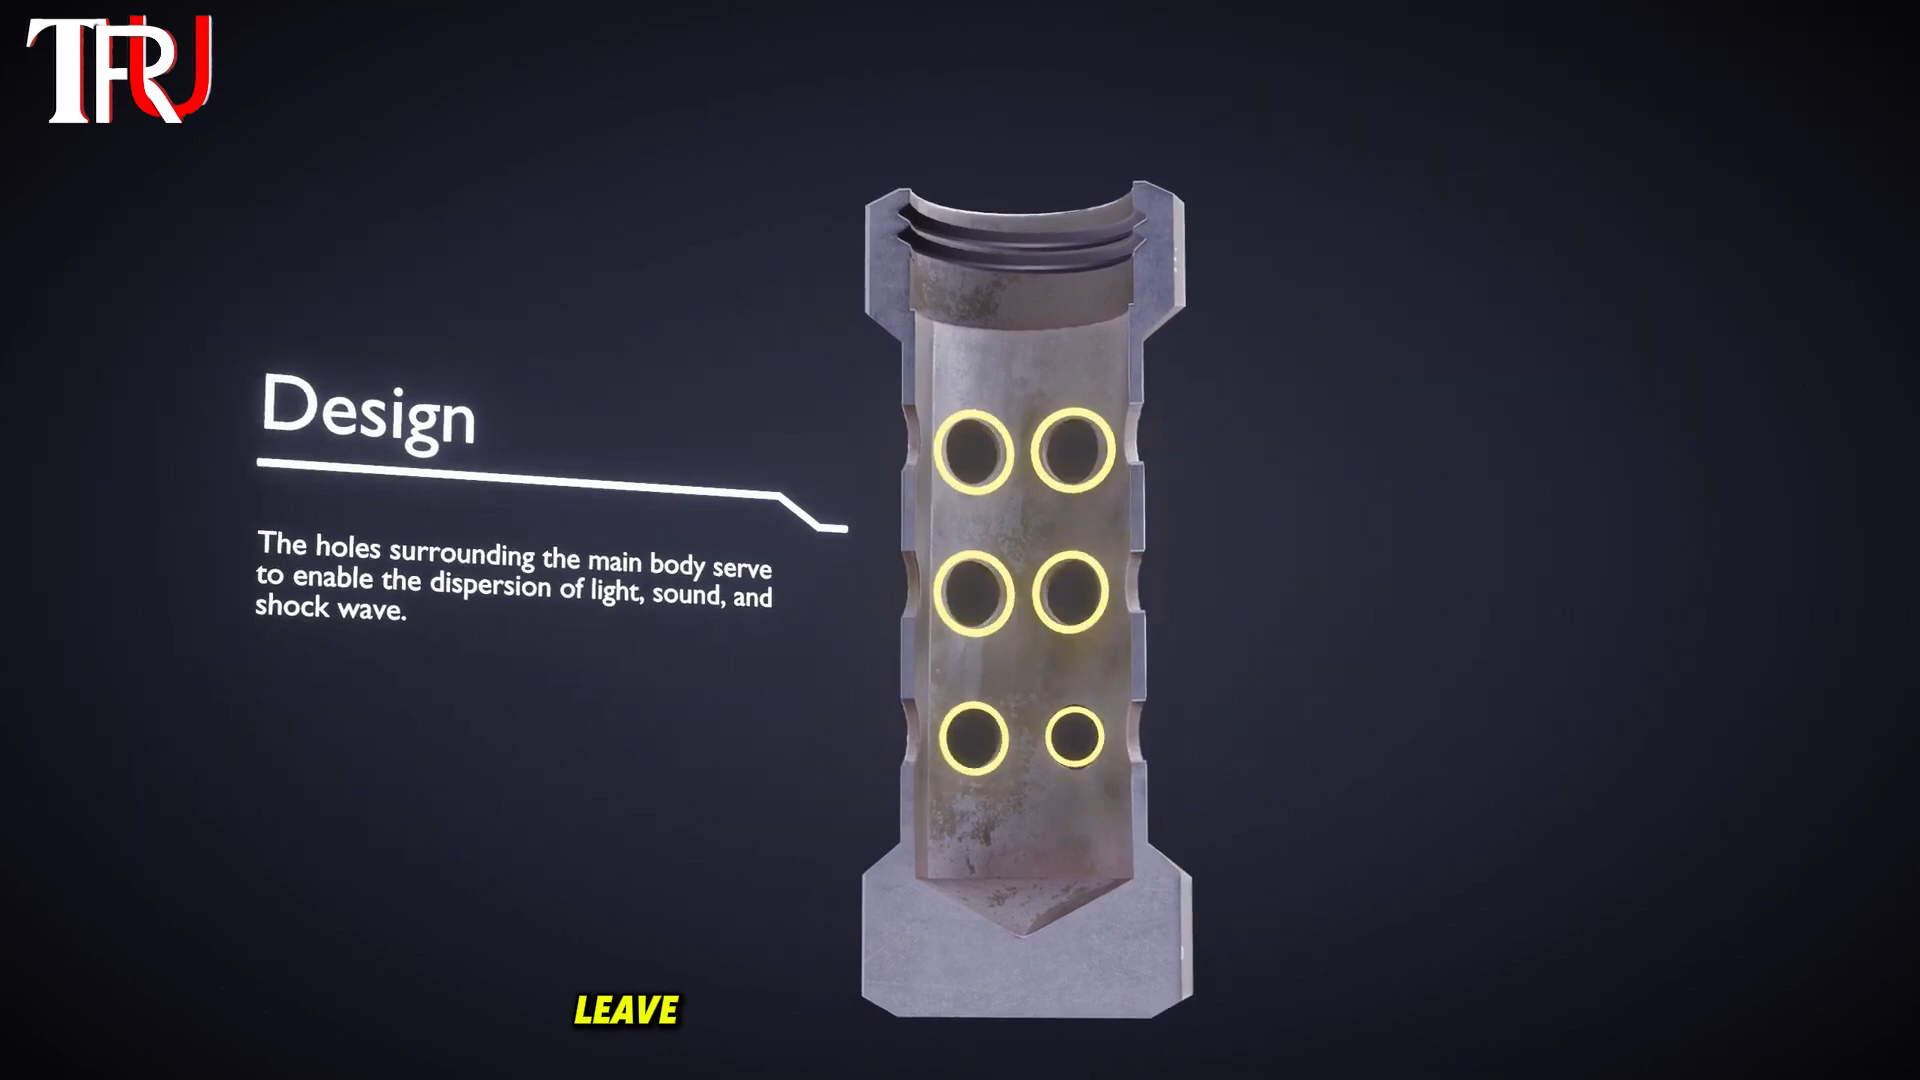 TRU
Design
The holes surrounding the main body serve
to enable the dispersion of light, sound, and
shock wave.
LEAVE